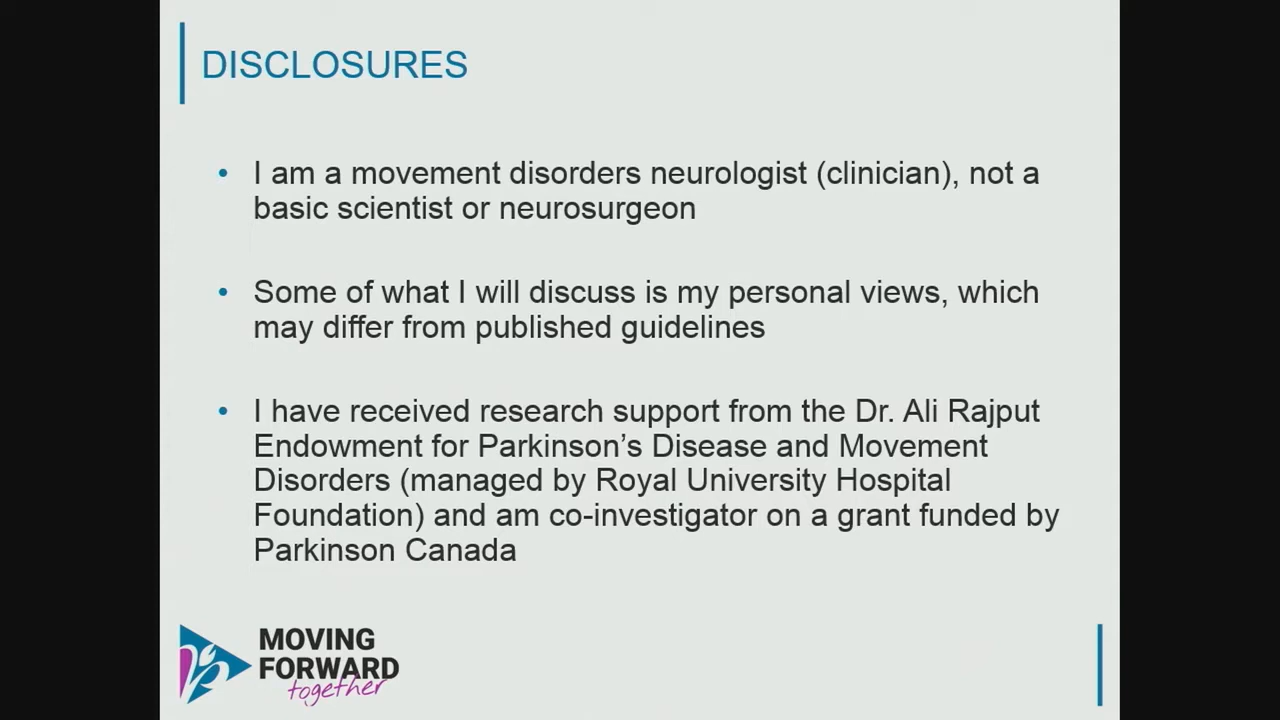 DISCLOSURES
• I am a movement disorders neurologist (clinician), not a
basic scientist or neurosurgeon
• Some of what I will discuss is my personal views, which
may differ from published guidelines
• I have received research support from the Dr. Ali Rajput
Endowment for Parkinson’s Disease and Movement
Disorders (managed by Royal University Hospital
Foundation) and am co-investigator on a grant funded by
Parkinson Canada
MOVING
FORWARD
together